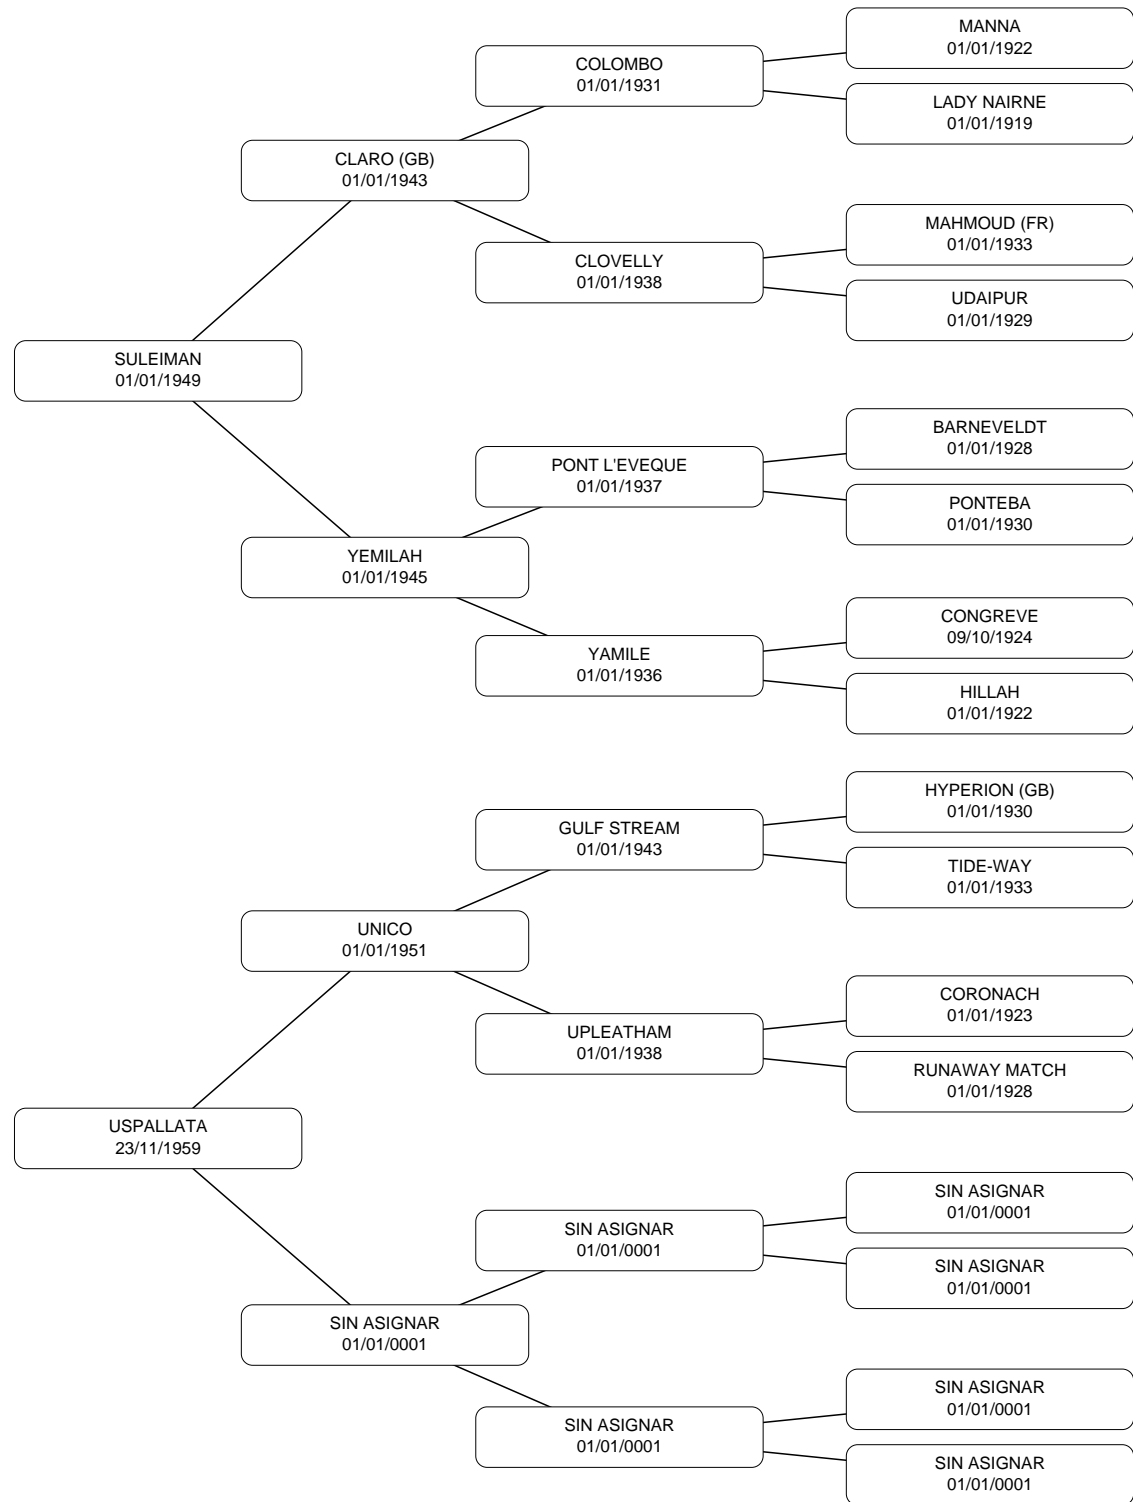 MANNA
01/01/1922
COLOMBO
01/01/1931
LADY NAIRNE
01/01/1919
CLARO (GB)
01/01/1943
MAHMOUD (FR)
01/01/1933
CLOVELLY
01/01/1938
UDAIPUR
01/01/1929
SULEIMAN
01/01/1949
BARNEVELDT
01/01/1928
PONT L'EVEQUE
01/01/1937
PONTEBA
01/01/1930
YEMILAH
01/01/1945
CONGREVE
09/10/1924
YAMILE
01/01/1936
HILLAH
01/01/1922
HYPERION (GB)
01/01/1930
GULF STREAM
01/01/1943
TIDE-WAY
01/01/1933
UNICO
01/01/1951
CORONACH
01/01/1923
UPLEATHAM
01/01/1938
RUNAWAY MATCH
01/01/1928
USPALLATA
23/11/1959
SIN ASIGNAR
01/01/0001
SIN ASIGNAR
01/01/0001
SIN ASIGNAR
01/01/0001
SIN ASIGNAR
01/01/0001
SIN ASIGNAR
01/01/0001
SIN ASIGNAR
01/01/0001
SIN ASIGNAR
01/01/0001